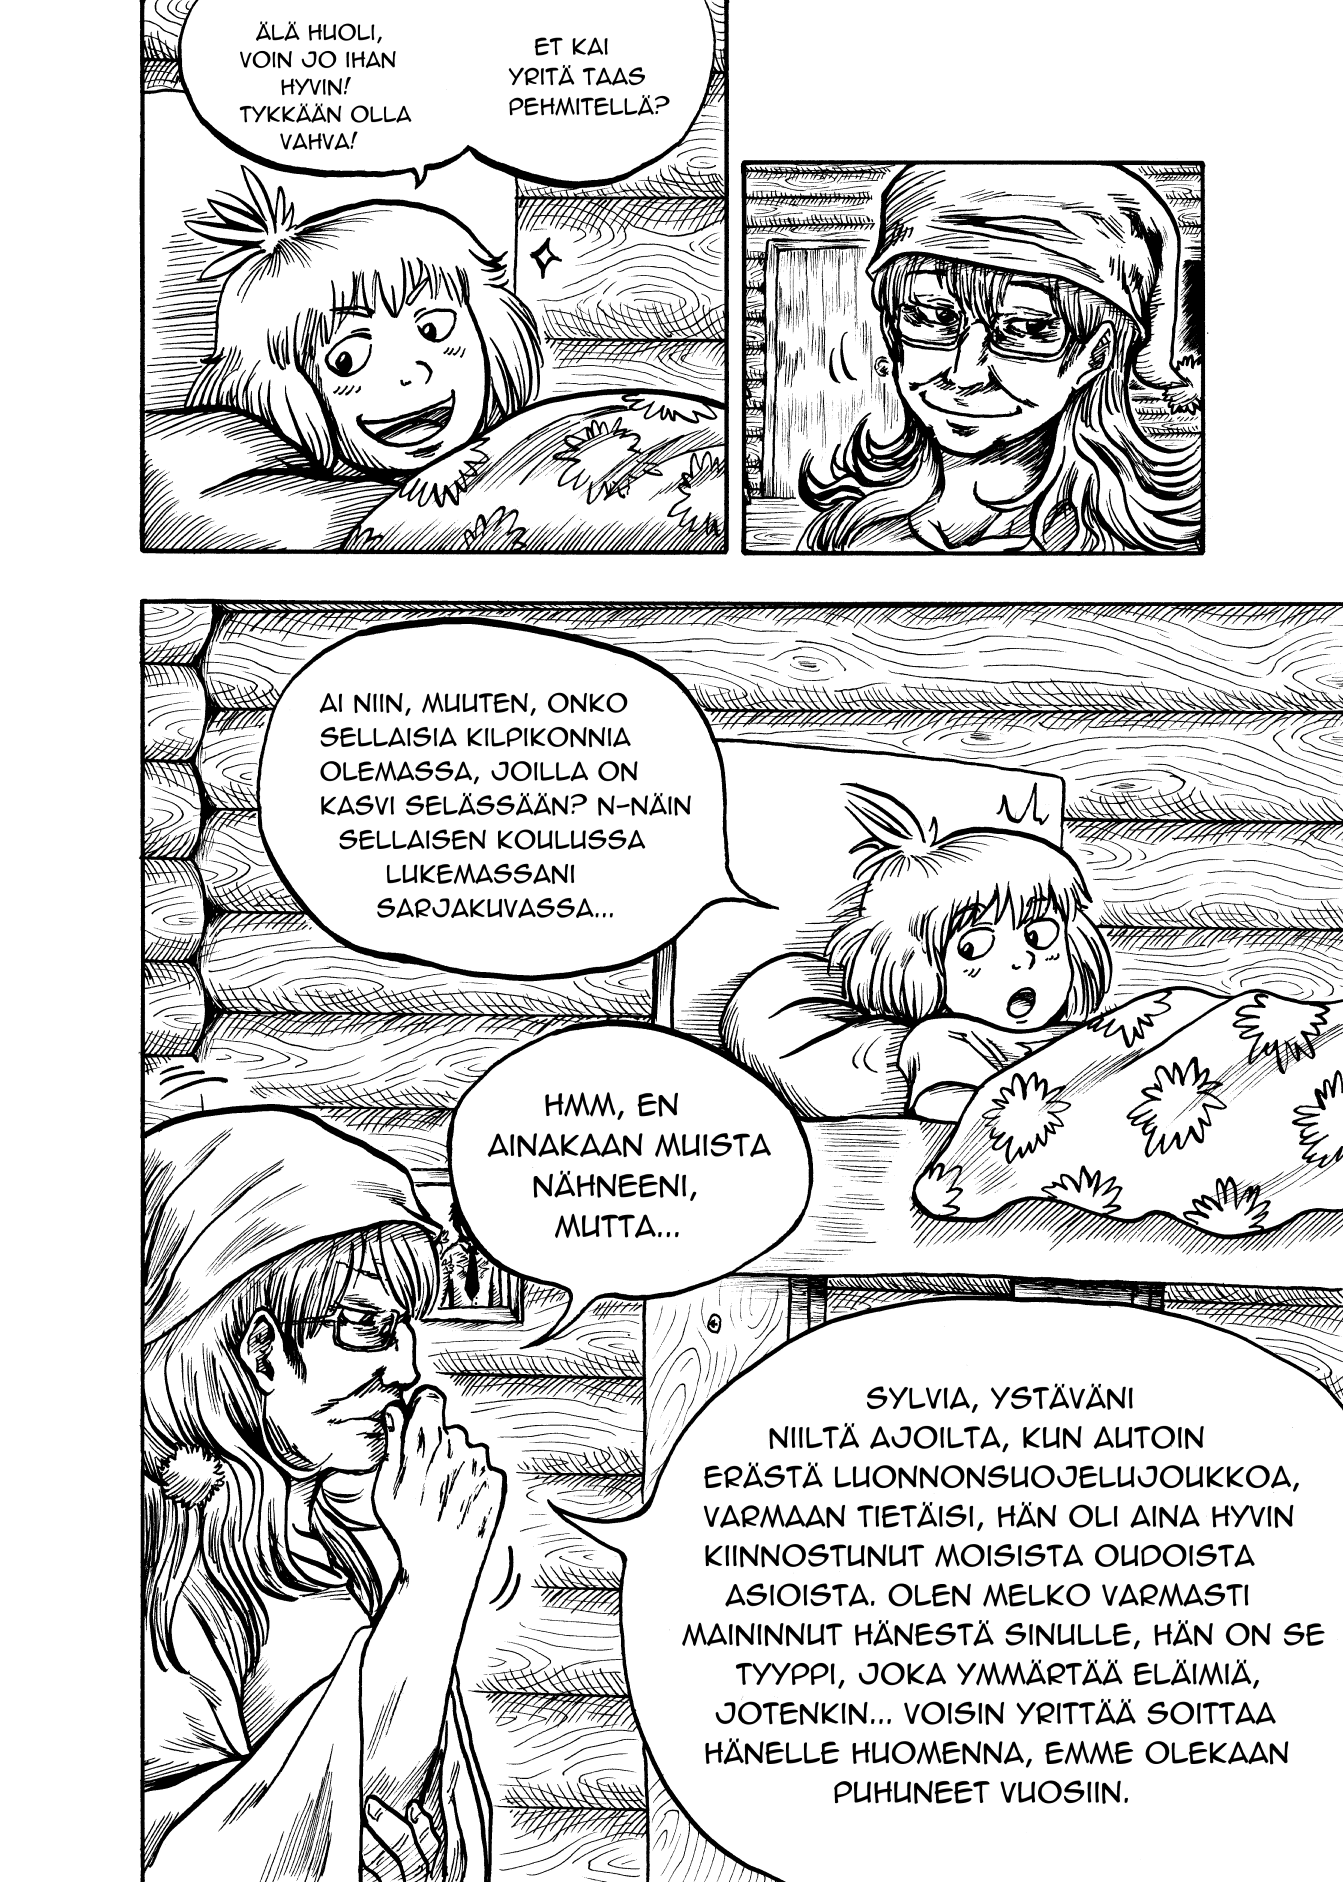 ÄLÄ HUOLI,
VOIN JO IHAN
HYVIN!
TYKKÄÄN OLLA
VAHVA!
ET KAI
YRITÄ TAAS
PEHMITELLÄ?
AI NIIN, MUUTEN, ONKO
SELLAISIA KILPIKONNIA
OLEMASSA, JOILLA ON
KASVI SELÄSSÄÄN? N-NÄIN
SELLAISEN KOULUSSA
LUKEMASSANI
SARJAKUVASSA...
HMM, EN
AINAKAAN MUISTA
NÄHNEENI,
MUTTA...
SYLVIA, YSTÄVÄNI
NIILTÄ AJOILTA, KUN AUTOIN
ERÄSTÄ LUONNONSUOJELUJOUKKOA,
VARMAAN TIETÄISI, HÄN OLI AINA HYVIN
KIINNOSTUNUT MOISISTA OUDOISTA
ASIOISTA. OLEN MELKO VARMASTI
MAININNUT HÄNESTÄ SINULLE, HÄN ON SE
TYYPPI, JOKA YMMÄRTÄÄ ELÄIMIÄ,
JOTENKIN... VOISIN YRITTÄÄ SOITTAA
HÄNELLE HUOMENNA, EMME OLEKAAN
PUHUNEET VUOSIIN.